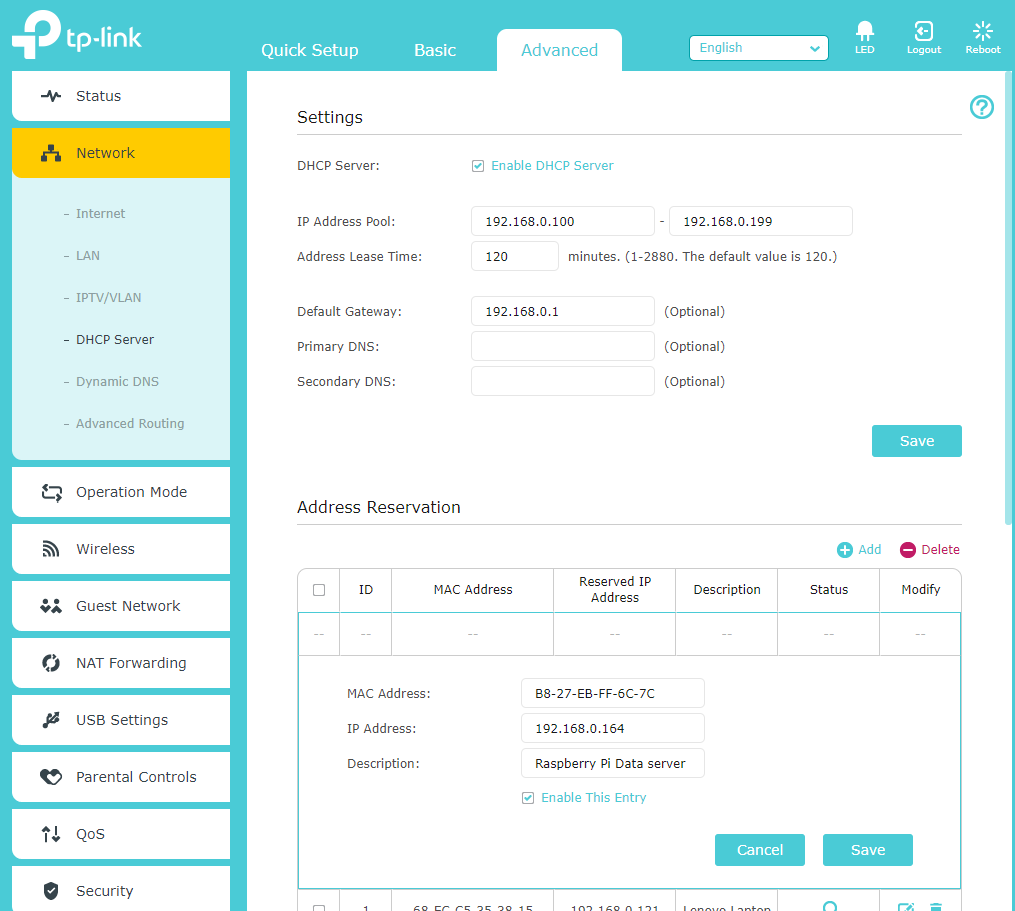 tp-link
Quick Setup
Basic
Advanced
English
LED
Logout
Reboot
Status
Network
– Internet
– LAN
– IPTV/VLAN
– DHCP Server
– Dynamic DNS
– Advanced Routing
Operation Mode
Wireless
Guest Network
NAT Forwarding
USB Settings
Parental Controls
QoS
Security
Settings
DHCP Server: Enable DHCP Server
IP Address Pool: 192.168.0.100 - 192.168.0.199
Address Lease Time: 120 minutes. (1-2880. The default value is 120.)
Default Gateway: 192.168.0.1 (Optional)
Primary DNS: (Optional)
Secondary DNS: (Optional)
Save
Address Reservation
Add Delete
ID MAC Address Reserved IP Address Description Status Modify
-- -- -- -- -- -- --
MAC Address: B8-27-EB-FF-6C-7C
IP Address: 192.168.0.164
Description: Raspberry Pi Data server
Enable This Entry
Cancel Save
1 68-EC-C5-35-38-15 192.168.0.121 Lenovo Laptop